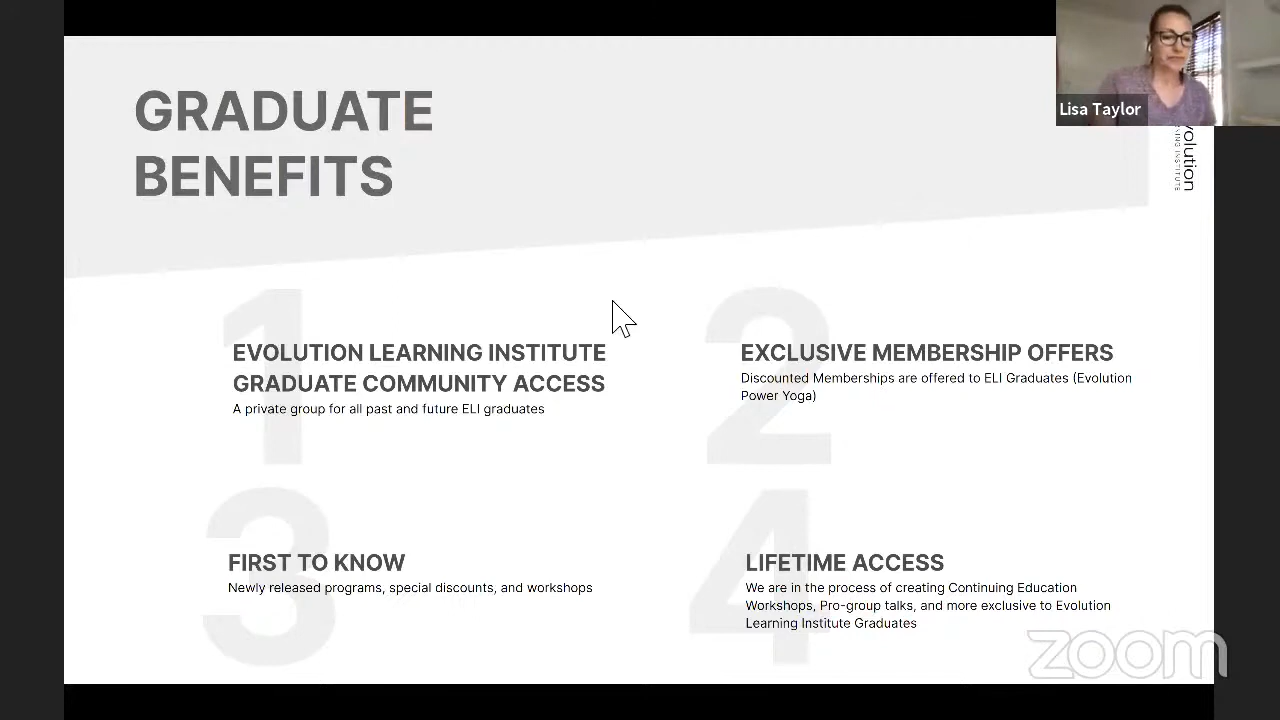 GRADUATE
BENEFITS
Lisa Taylor
1
EVOLUTION LEARNING INSTITUTE
GRADUATE COMMUNITY ACCESS
A private group for all past and future ELI graduates
2
EXCLUSIVE MEMBERSHIP OFFERS
Discounted Memberships are offered to ELI Graduates (Evolution
Power Yoga)
3
FIRST TO KNOW
Newly released programs, special discounts, and workshops
4
LIFETIME ACCESS
We are in the process of creating Continuing Education
Workshops, Pro-group talks, and more exclusive to Evolution
Learning Institute Graduates
zoom